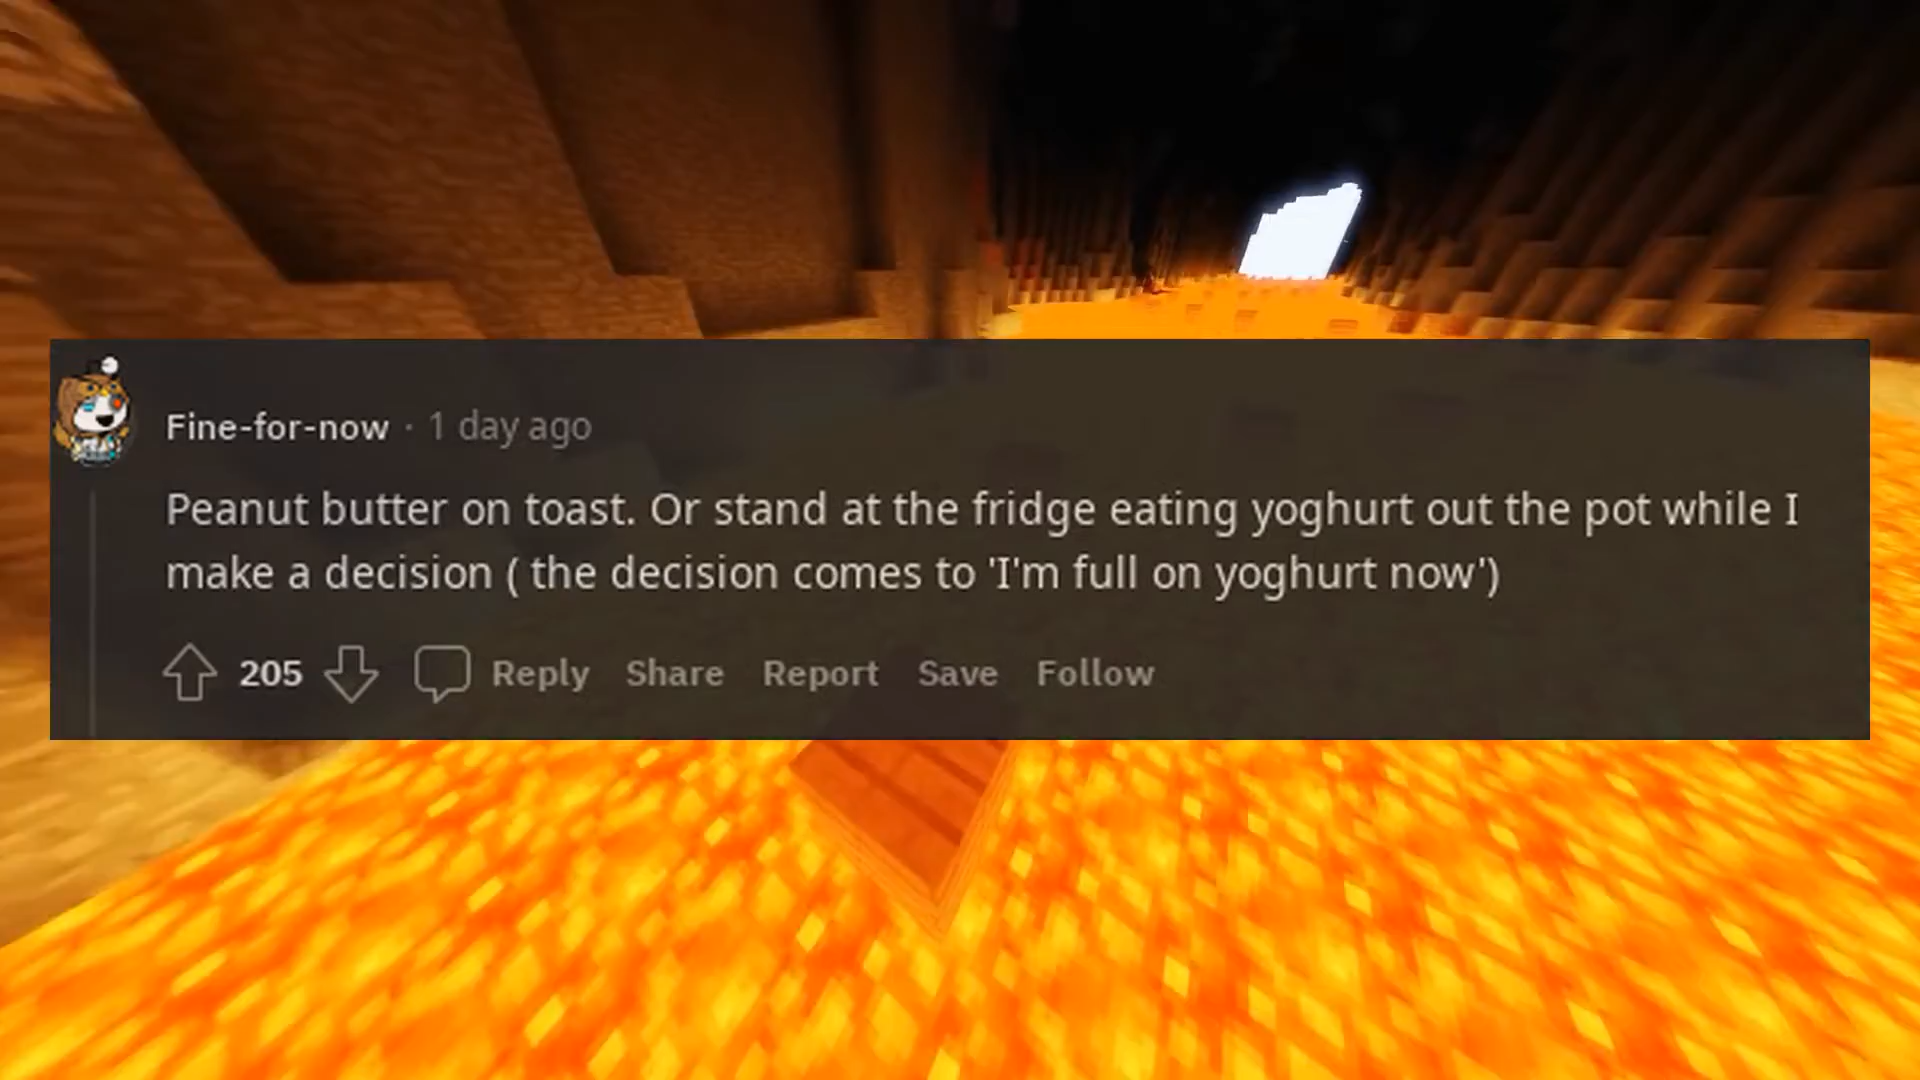 Fine-for-now · 1 day ago
Peanut butter on toast. Or stand at the fridge eating yoghurt out the pot while I
make a decision ( the decision comes to 'I'm full on yoghurt now')
205 Reply Share Report Save Follow